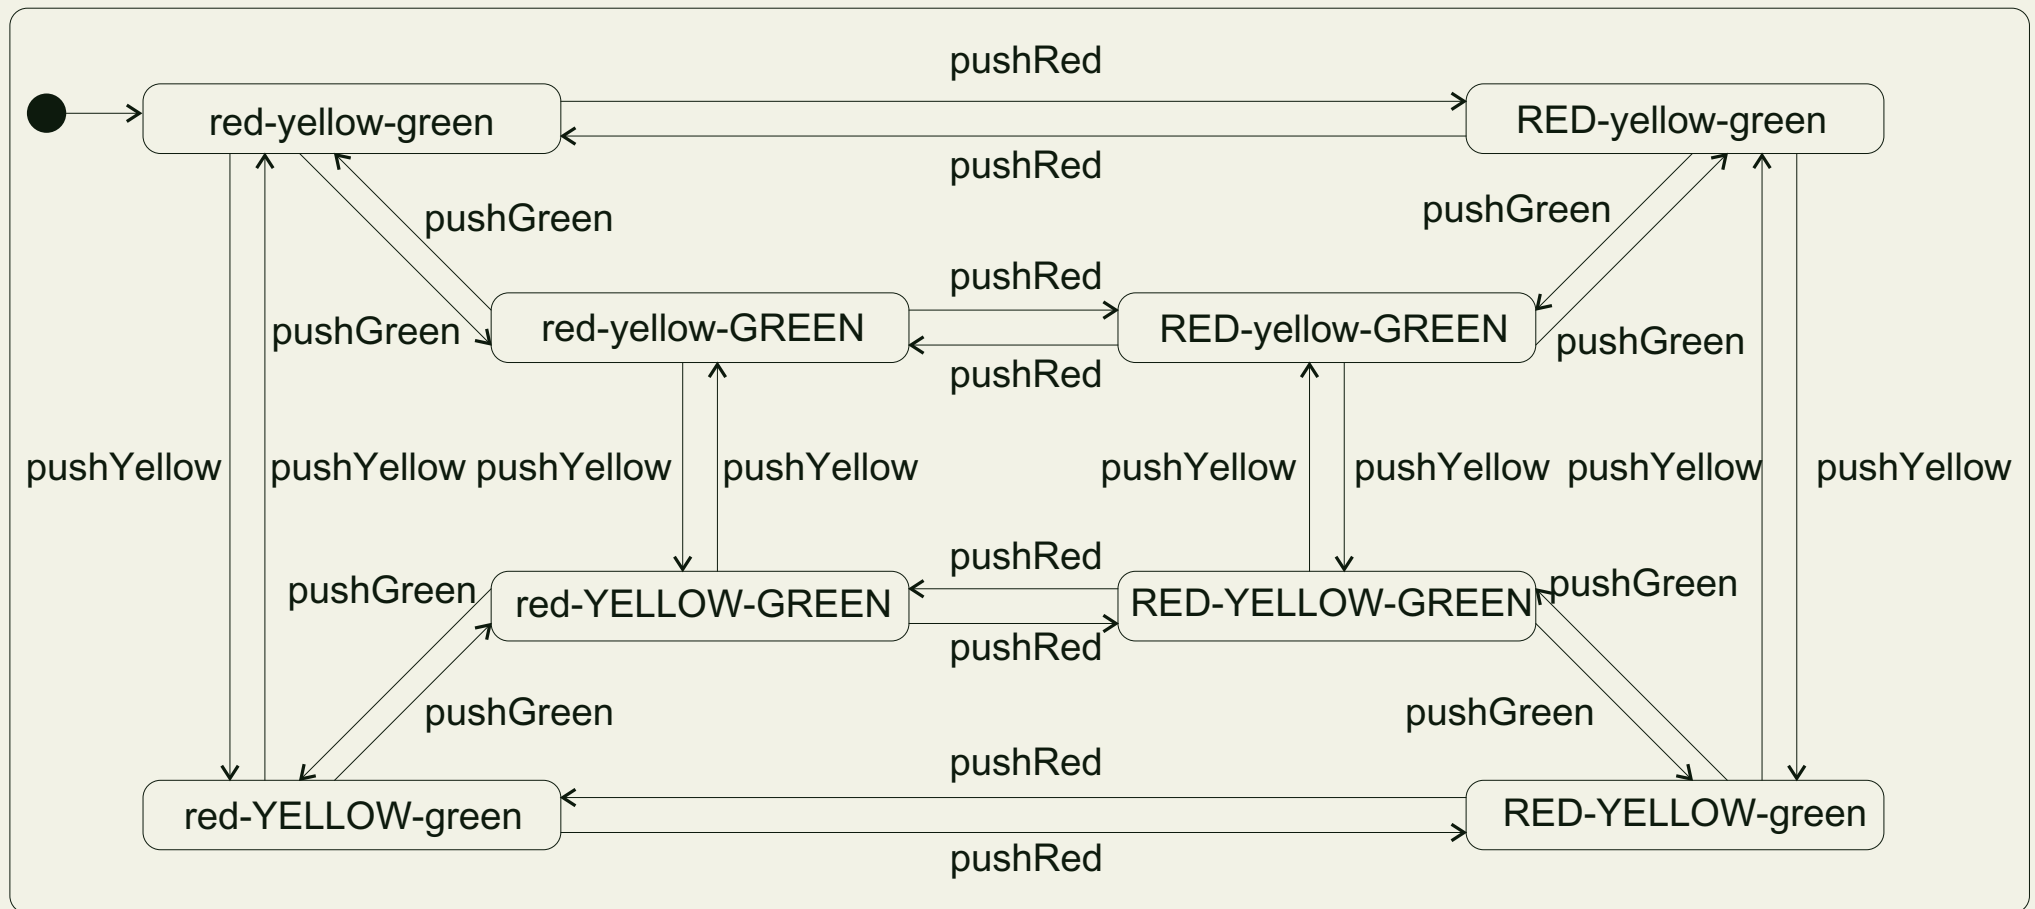 pushRed
red-yellow-green
RED-yellow-green
pushRed
pushGreen
pushGreen
pushRed
pushGreen
red-yellow-GREEN
RED-yellow-GREEN
pushGreen
pushRed
pushYellow
pushYellow
pushYellow
pushYellow
pushYellow
pushYellow
pushYellow
pushYellow
pushRed
pushGreen
red-YELLOW-GREEN
RED-YELLOW-GREEN
pushGreen
pushRed
pushGreen
pushGreen
pushRed
red-YELLOW-green
RED-YELLOW-green
pushRed